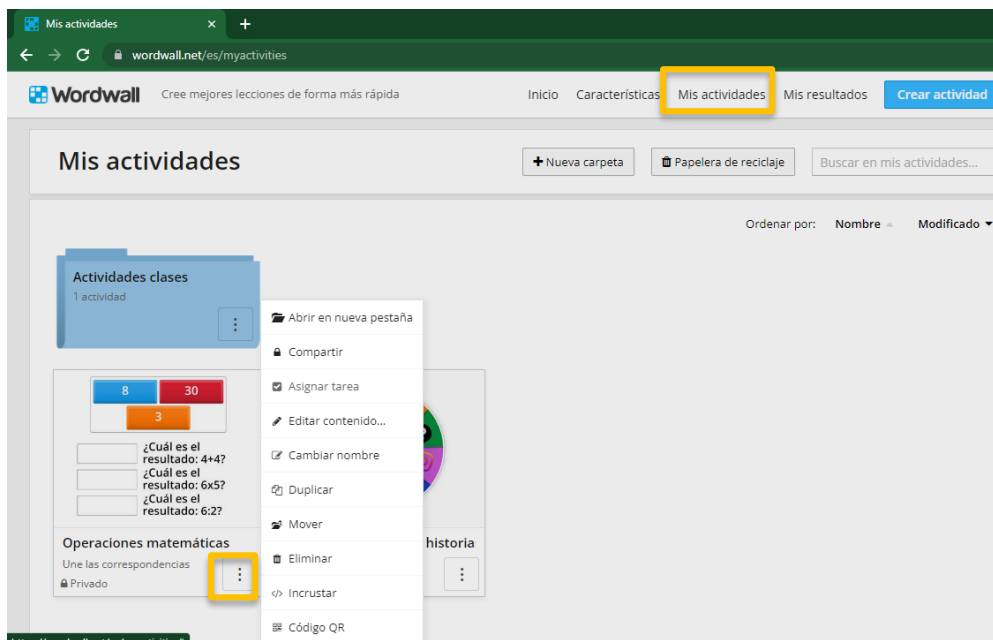 Mis actividades
wordwall.net/es/myactivities
Wordwall Cree mejores lecciones de forma más rápida Inicio Características Mis actividades Mis resultados Crear actividad
Mis actividades Nueva carpeta Papelera de reciclaje Buscar en mis actividades...
Ordenar por: Nombre Modificado
Actividades clases
1 actividad
Abrir en nueva pestaña
Compartir
Asignar tarea
Editar contenido...
Cambiar nombre
Duplicar
Mover
Eliminar
Incrustar
Código QR
8 30
3
¿Cuál es el
resultado: 4+4?
¿Cuál es el
resultado: 6x5?
¿Cuál es el
resultado: 6:2?
Operaciones matemáticas
Une las correspondencias
Privado
historia